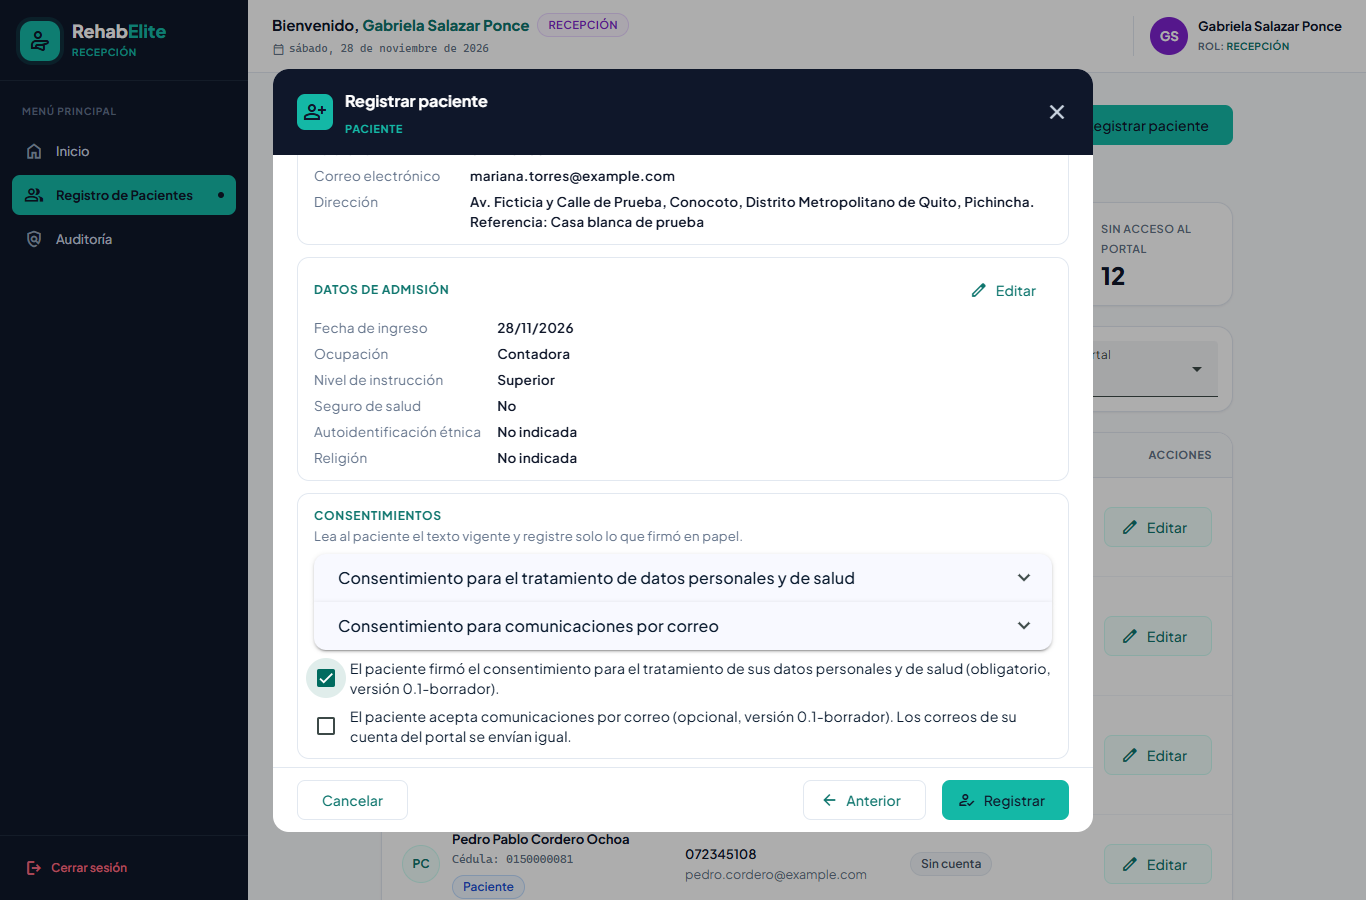 RehabElite
RECEPCIÓN
MENÚ PRINCIPAL
Inicio
Registro de Pacientes
Auditoría
Cerrar sesión
Bienvenido, Gabriela Salazar Ponce
RECEPCIÓN
sábado, 28 de noviembre de 2026
GS
Gabriela Salazar Ponce
ROL: RECEPCIÓN
egistrar paciente
SIN ACCESO AL
PORTAL
12
rtal
ACCIONES
Editar
Editar
Editar
Registrar paciente
PACIENTE
Correo electrónico mariana.torres@example.com
Dirección Av. Ficticia y Calle de Prueba, Conocoto, Distrito Metropolitano de Quito, Pichincha.
Referencia: Casa blanca de prueba
DATOS DE ADMISIÓN
Editar
Fecha de ingreso 28/11/2026
Ocupación Contadora
Nivel de instrucción Superior
Seguro de salud No
Autoidentificación étnica No indicada
Religión No indicada
CONSENTIMIENTOS
Lea al paciente el texto vigente y registre solo lo que firmó en papel.
Consentimiento para el tratamiento de datos personales y de salud
Consentimiento para comunicaciones por correo
El paciente firmó el consentimiento para el tratamiento de sus datos personales y de salud (obligatorio,
versión 0.1-borrador).
El paciente acepta comunicaciones por correo (opcional, versión 0.1-borrador). Los correos de su
cuenta del portal se envían igual.
Cancelar
Anterior
Registrar
PC
Pedro Pablo Cordero Ochoa
Cédula: 0150000081
Paciente
072345108
pedro.cordero@example.com
Sin cuenta
Editar